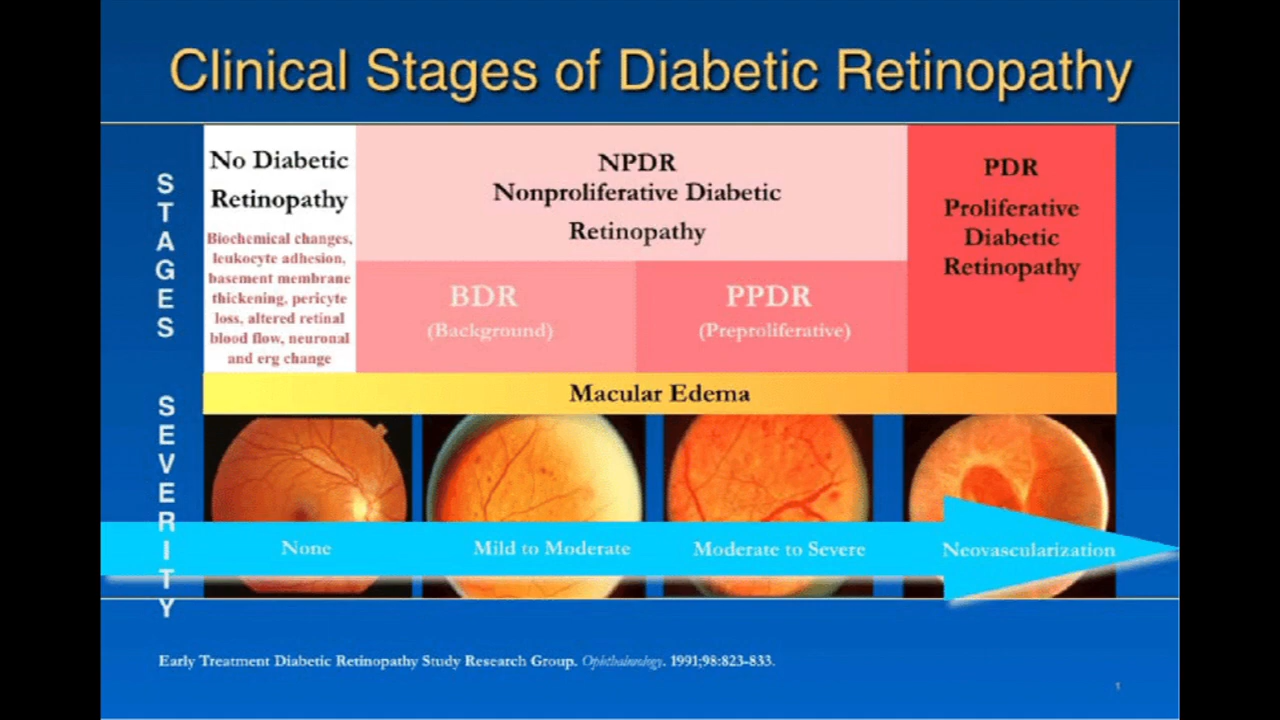 Clinical Stages of Diabetic Retinopathy
STAGES
No Diabetic
Retinopathy
Biochemical changes,
leukocyte adhesion,
basement membrane
thickening, pericyte
loss, altered retinal
blood flow, neuronal
and erg change
NPDR
Nonproliferative Diabetic
Retinopathy
BDR
(Background)
PPDR
(Preproliferative)
PDR
Proliferative
Diabetic
Retinopathy
Macular Edema
SEVERITY
None
Mild to Moderate
Moderate to Severe
Neovascularization
Early Treatment Diabetic Retinopathy Study Research Group. Ophthalmology. 1991;98:823-833.